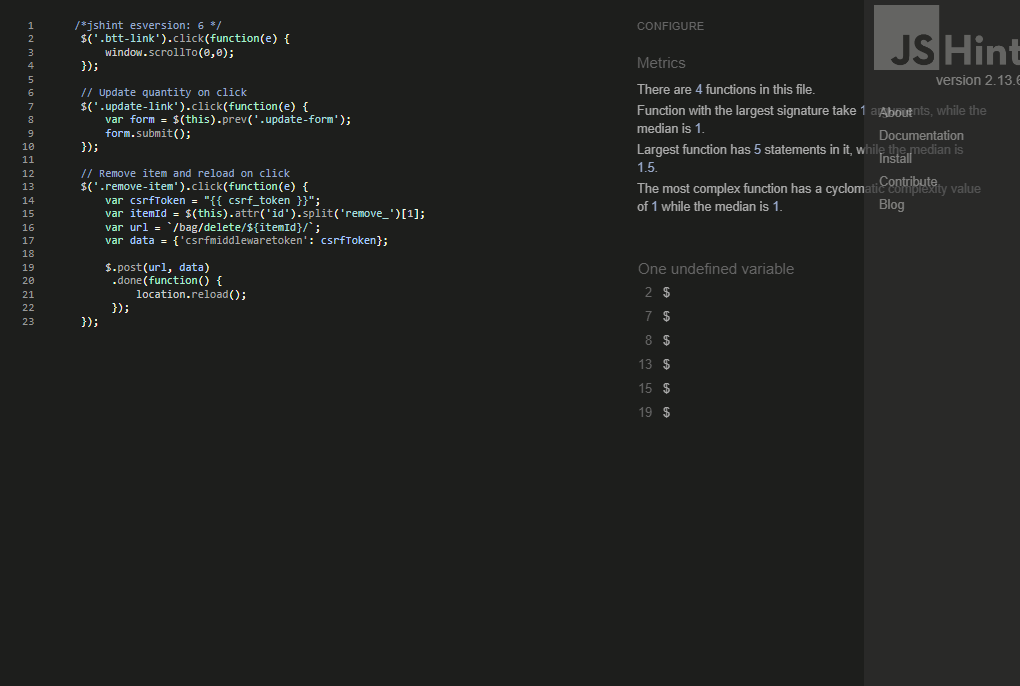 1 /*jshint esversion: 6 */
2 $('.btt-link').click(function(e) {
3 window.scrollTo(0,0);
4 });
5
6 // Update quantity on click
7 $('.update-link').click(function(e) {
8 var form = $(this).prev('.update-form');
9 form.submit();
10 });
11
12 // Remove item and reload on click
13 $('.remove-item').click(function(e) {
14 var csrfToken = "{{ csrf_token }}";
15 var itemId = $(this).attr('id').split('remove_')[1];
16 var url = `/bag/delete/${itemId}/`;
17 var data = {'csrfmiddlewaretoken': csrfToken};
18
19 $.post(url, data)
20 .done(function() {
21 location.reload();
22 });
23 });
CONFIGURE
Metrics
There are 4 functions in this file.
Function with the largest signature take 1 arguments, while the
median is 1.
Largest function has 5 statements in it, while the median is
1.5.
The most complex function has a cyclomatic complexity value
of 1 while the median is 1.
One undefined variable
2 $
7 $
8 $
13 $
15 $
19 $
JSHint
version 2.13.6
About
Documentation
Install
Contribute
Blog